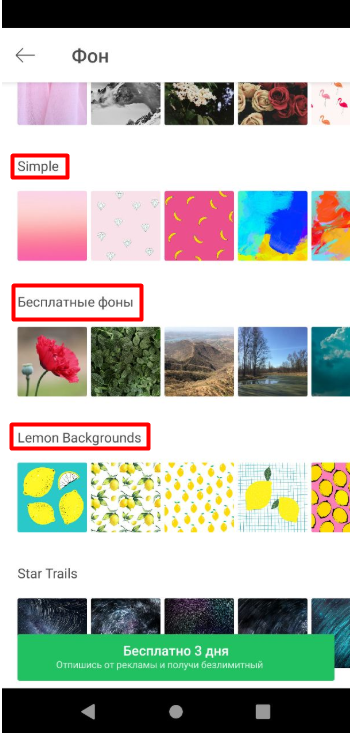 Фон
Simple
Бесплатные фоны
Lemon Backgrounds
Star Trails
Бесплатно 3 дня
Отпишись от рекламы и получи безлимитный